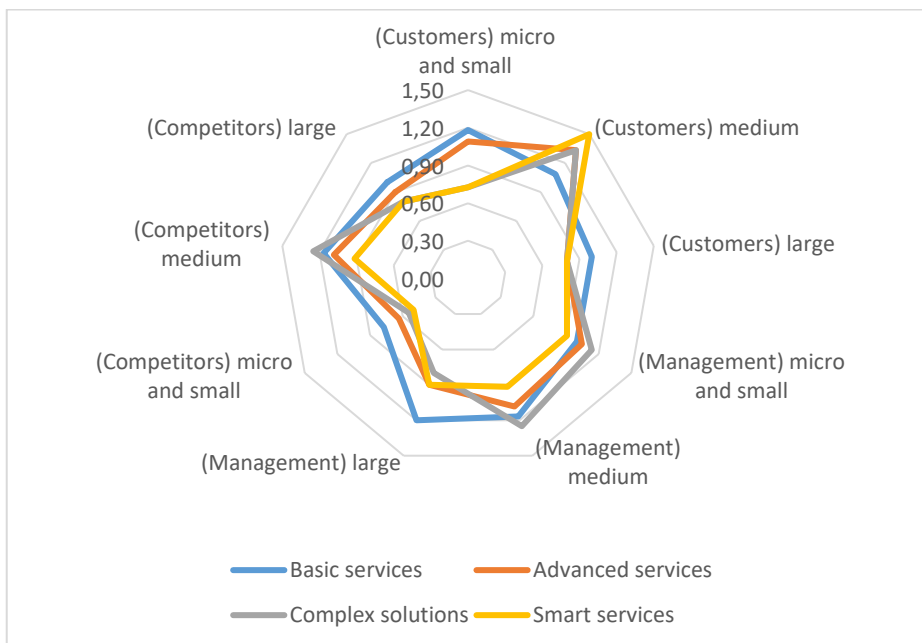 (Customers) micro
and small
1,50
1,20
0,90
0,60
0,30
0,00
(Customers) medium
(Customers) large
(Management) micro
and small
(Management)
medium
(Management) large
(Competitors) micro
and small
(Competitors)
medium
(Competitors) large
Basic services
Advanced services
Complex solutions
Smart services